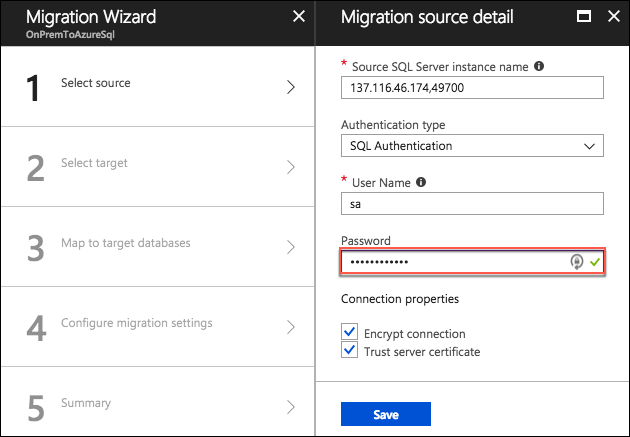 Migration Wizard
OnPremToAzureSql
1 Select source
2 Select target
3 Map to target databases
4 Configure migration settings
5 Summary
Migration source detail
* Source SQL Server instance name
137.116.46.174,49700
Authentication type
SQL Authentication
* User Name
sa
Password
••••••••••••
Connection properties
Encrypt connection
Trust server certificate
Save